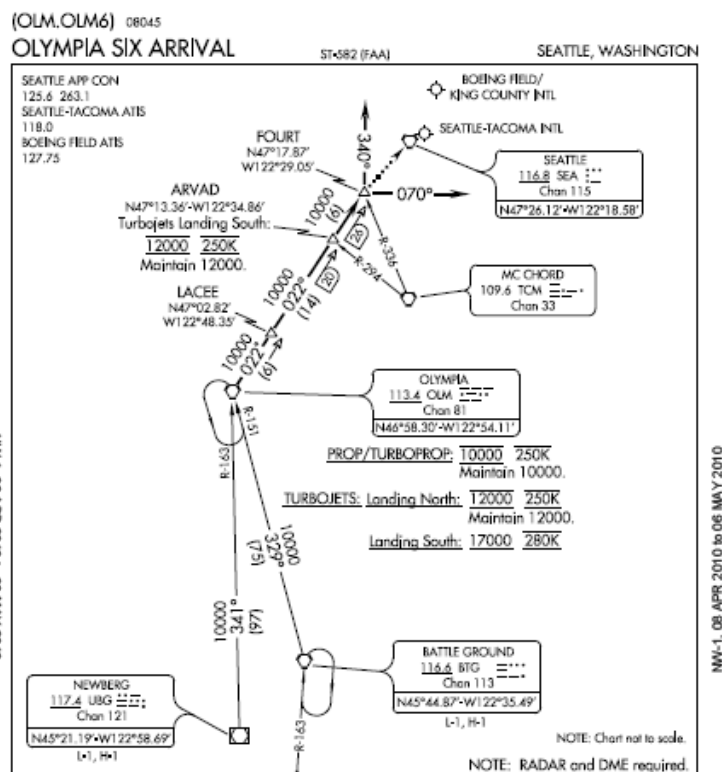 (OLM.OLM6) 08045
OLYMPIA SIX ARRIVAL
ST-582 (FAA)
SEATTLE, WASHINGTON
SEATTLE APP CON
125.6 263.1
SEATTLE-TACOMA ATIS
118.0
BOEING FIELD ATIS
127.75
BOEING FIELD/
KING COUNTY INTL
SEATTLE-TACOMA INTL
FOURT
N47°17.87'
W122°29.05'
340°
070°
SEATTLE
116.8 SEA
Chan 115
N47°26.12'-W122°18.58'
ARVAD
N47°13.36'-W122°34.86'
Turbojets Landing South:
12000 250K
Maintain 12000.
10000
(6)
26
R-336
R-294
MC CHORD
109.6 TCM
Chan 33
LACEE
N47°02.82'
W122°48.35'
10000
022°
(14)
20
10000
022°
(6)
OLYMPIA
113.4 OLM
Chan 81
N46°58.30'-W122°54.11'
R-151
R-163
PROP/TURBOPROP: 10000 250K
Maintain 10000.
TURBOJETS: Landing North: 12000 250K
Maintain 12000.
Landing South: 17000 280K
10000
329°
(75)
10000
341°
(97)
BATTLE GROUND
116.6 BTG
Chan 113
N45°44.87'-W122°35.49'
L-1, H-1
NEWBERG
117.4 UBG
Chan 121
N45°21.19'-W122°58.69'
L-1, H-1
R-163
NOTE: Chart not to scale.
NOTE: RADAR and DME required.
NW-1, 08 APR 2010 to 06 MAY 2010